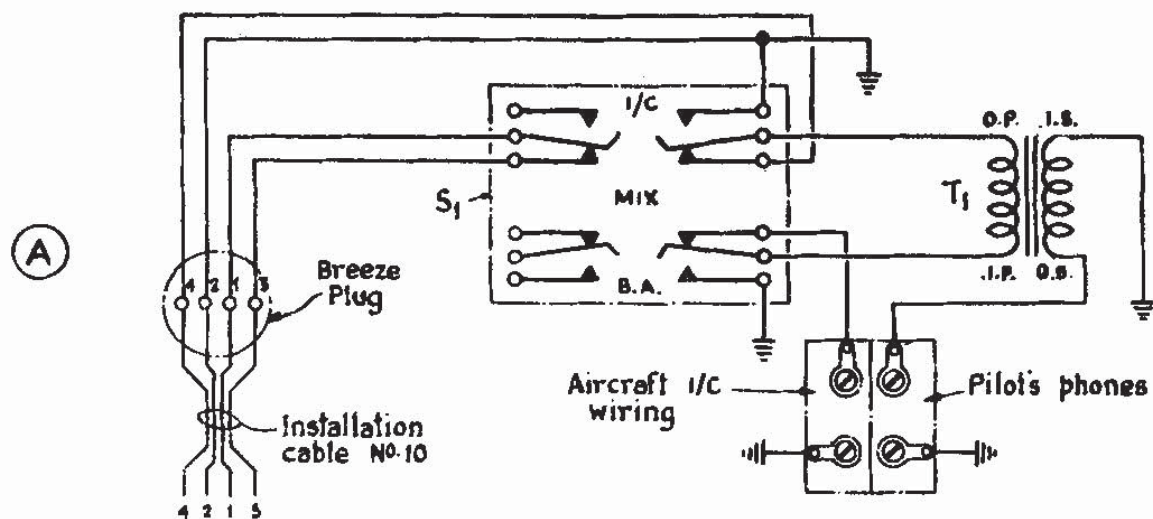 I/C
O.P. .I.S.
S1
MIX
T1
A
4 2 1 3
Breeze
Plug
B.A.
.I.P. O.S.
Aircraft I/C
wiring
Pilot's phones
Installation
cable No. 10
4 2 1 3